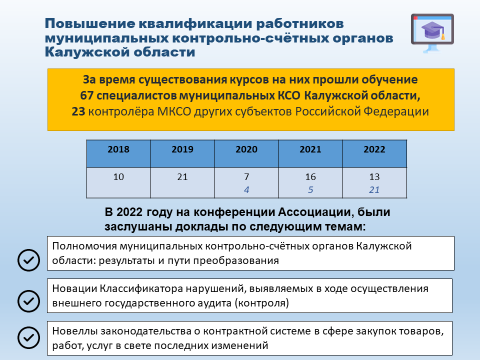 Повышение квалификации работников
муниципальных контрольно-счётных органов
Калужской области
За время существования курсов на них прошли обучение
67 специалистов муниципальных КСО Калужской области,
23 контролёра МКСО других субъектов Российской Федерации
2018 2019 2020 2021 2022
10 21 7 16 13
4 5 21
В 2022 году на конференции Ассоциации, были
заслушаны доклады по следующим темам:
Полномочия муниципальных контрольно-счётных органов Калужской
области: результаты и пути преобразования
Новации Классификатора нарушений, выявляемых в ходе осуществления
внешнего государственного аудита (контроля)
Новеллы законодательства о контрактной системе в сфере закупок товаров,
работ, услуг в свете последних изменений